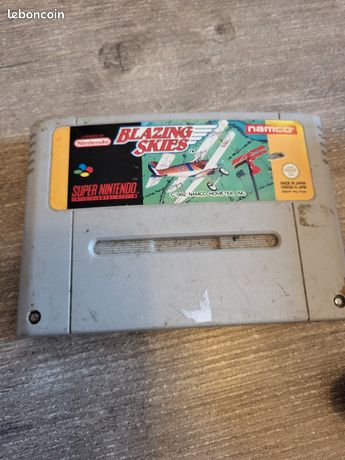 leboncoin
LICENSED BY
Nintendo
BLAZING
SKIES
namco
SUPER NINTENDO
ENTERTAINMENT SYSTEM
MADE IN JAPAN